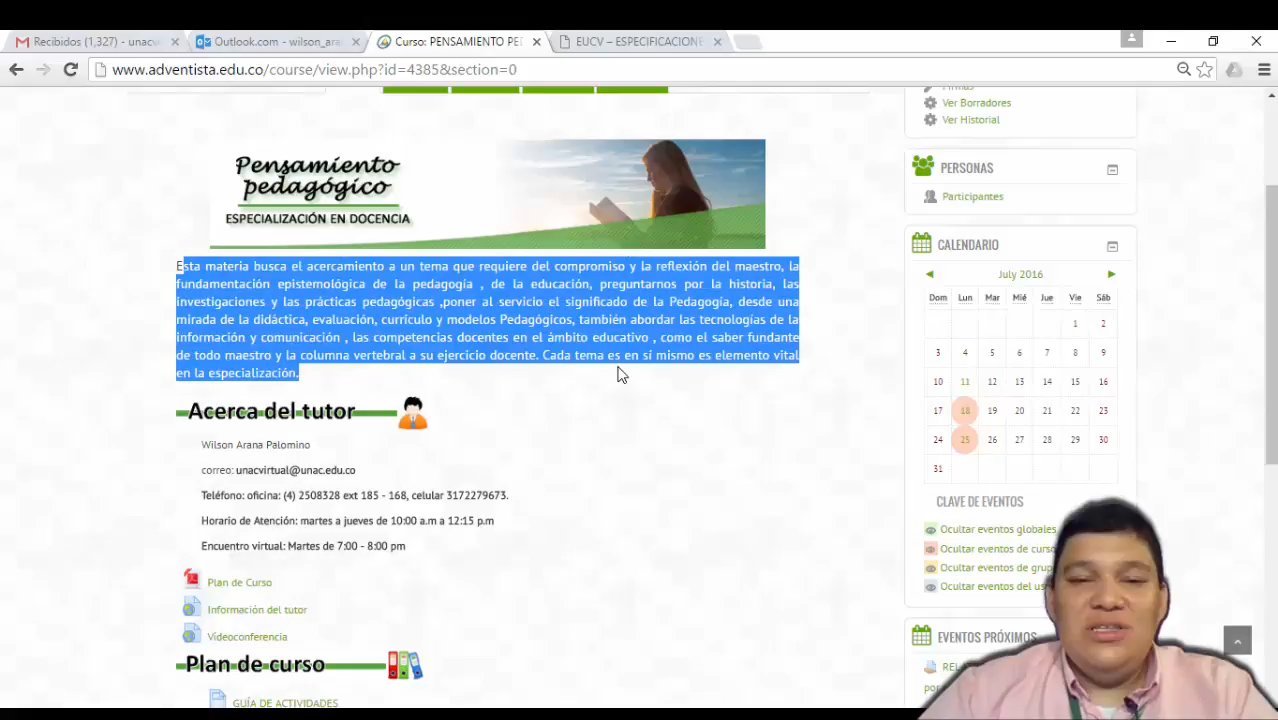 Recibidos (1,327) - unacv
Outlook.com - wilson_ara
Curso: PENSAMIENTO PED
EUCV – ESPECIFICACION
www.adventista.edu.co/course/view.php?id=4385&section=0
Pensamiento
pedagógico
ESPECIALIZACIÓN EN DOCENCIA
Esta materia busca el acercamiento a un tema que requiere del compromiso y la reflexión del maestro, la
fundamentación epistemológica de la pedagogía , de la educación, preguntarnos por la historia, las
investigaciones y las prácticas pedagógicas ,poner al servicio el significado de la Pedagogía, desde una
mirada de la didáctica, evaluación, currículo y modelos Pedagógicos, también abordar las tecnologías de la
información y comunicación , las competencias docentes en el ámbito educativo , como el saber fundante
de todo maestro y la columna vertebral a su ejercicio docente. Cada tema es en sí mismo es elemento vital
en la especialización.
Acerca del tutor
Wilson Arana Palomino
correo: unacvirtual@unac.edu.co
Teléfono: oficina: (4) 2508328 ext 185 - 168, celular 3172279673.
Horario de Atención: martes a jueves de 10:00 a.m a 12:15 p.m
Encuentro virtual: Martes de 7:00 - 8:00 pm
Plan de Curso
Información del tutor
Vídeoconferencia
Plan de curso
GUÍA DE ACTIVIDADES
Ver Borradores
Ver Historial
PERSONAS
Participantes
CALENDARIO
July 2016
Dom Lun Mar Mié Jue Vie Sáb
1 2
3 4 5 6 7 8 9
10 11 12 13 14 15 16
17 18 19 20 21 22 23
24 25 26 27 28 29 30
31
CLAVE DE EVENTOS
Ocultar eventos globales
Ocultar eventos de curso
Ocultar eventos de grup
Ocultar eventos del us
EVENTOS PRÓXIMOS
REL
por